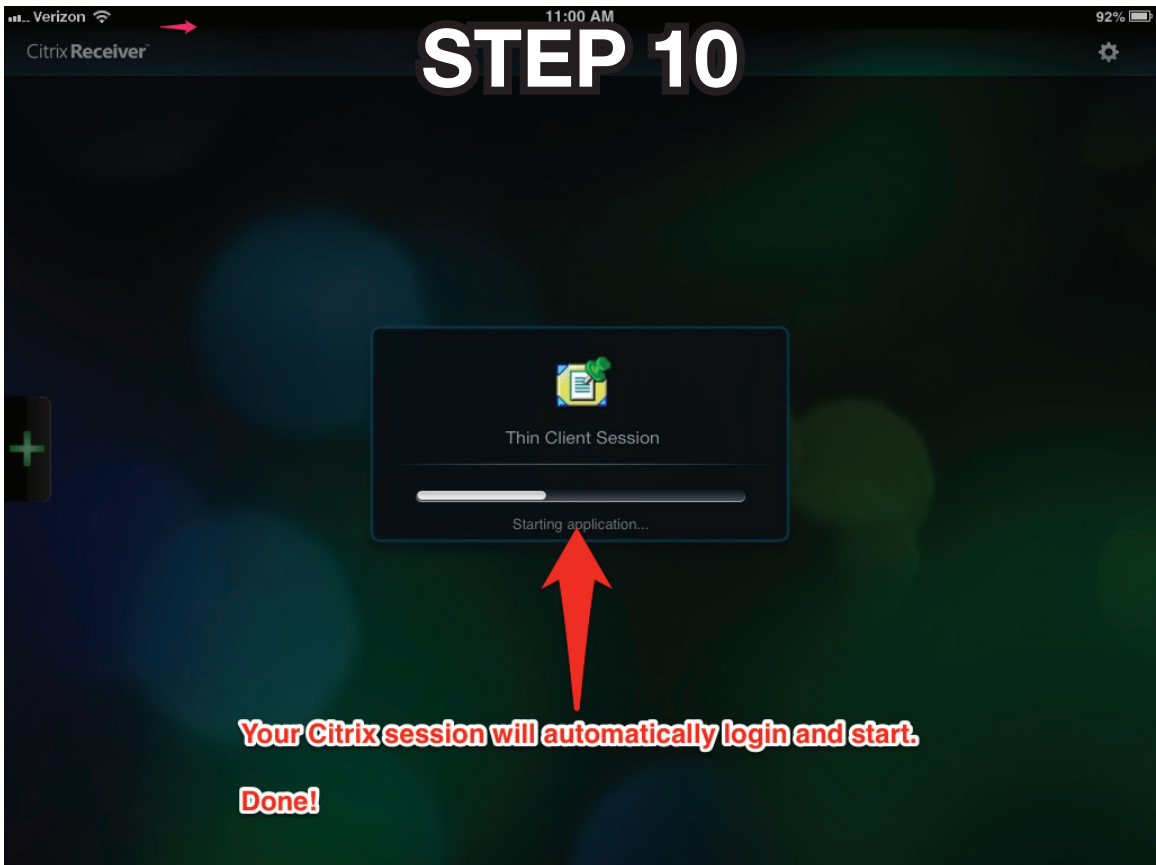 Verizon 11:00 AM 92%
Citrix Receiver™
STEP 10
Thin Client Session
Starting application...
Your Citrix session will automatically login and start.
Done!